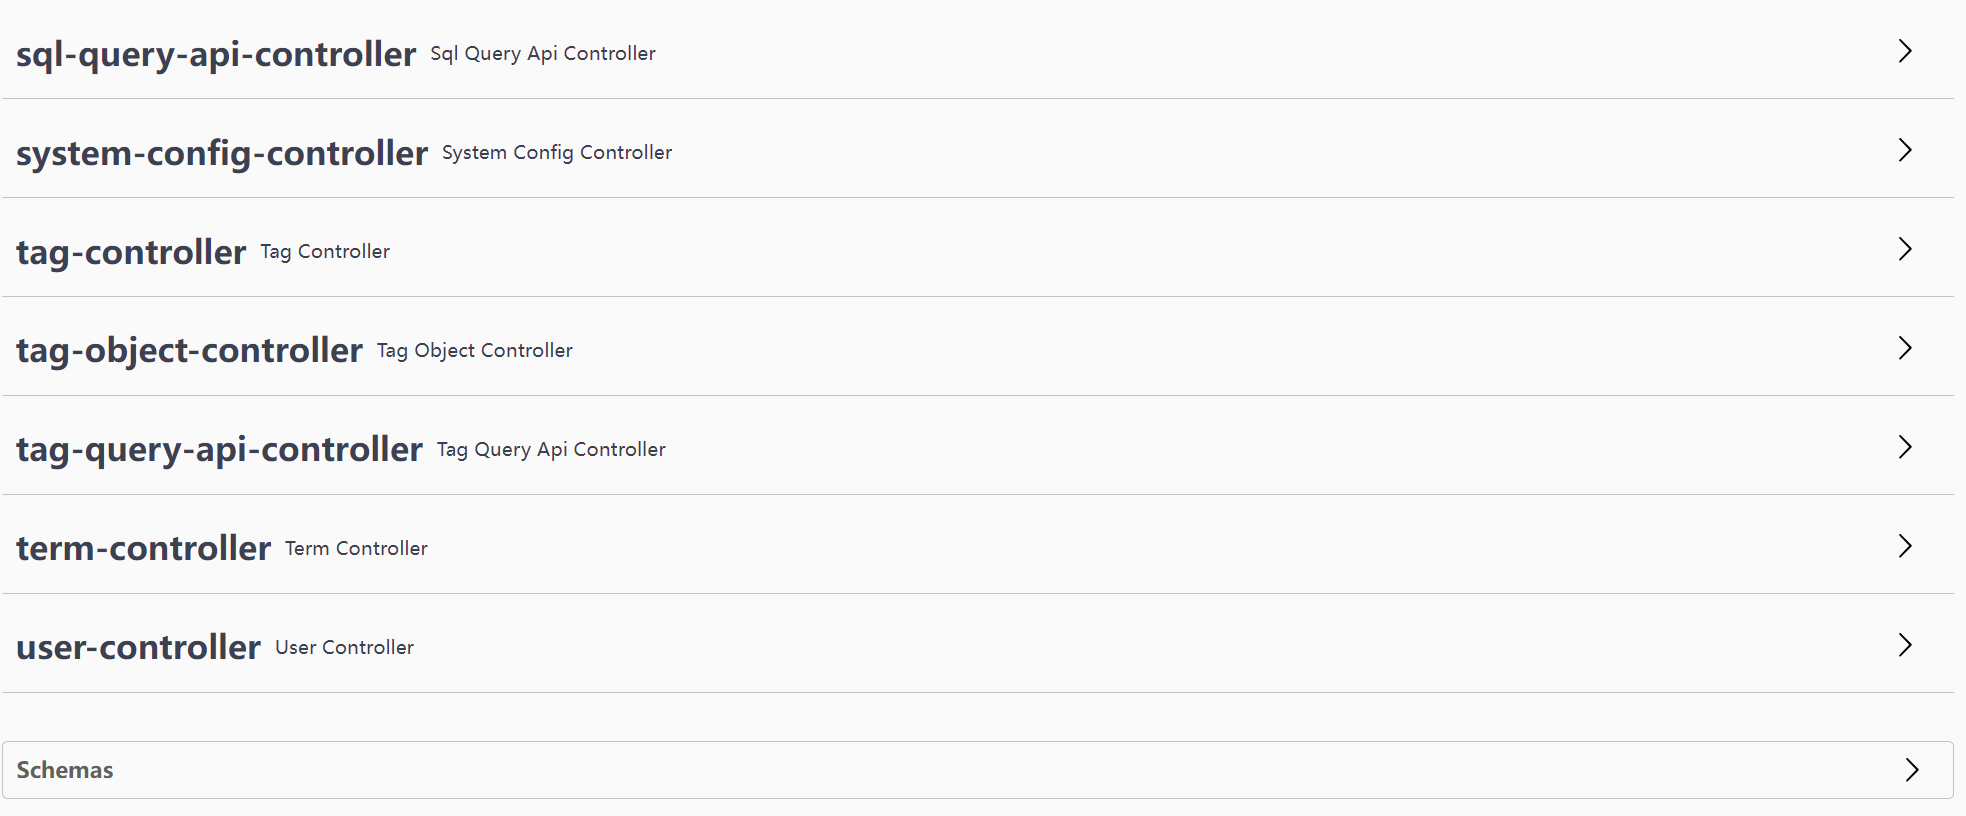 sql-query-api-controller Sql Query Api Controller
system-config-controller System Config Controller
tag-controller Tag Controller
tag-object-controller Tag Object Controller
tag-query-api-controller Tag Query Api Controller
term-controller Term Controller
user-controller User Controller
Schemas